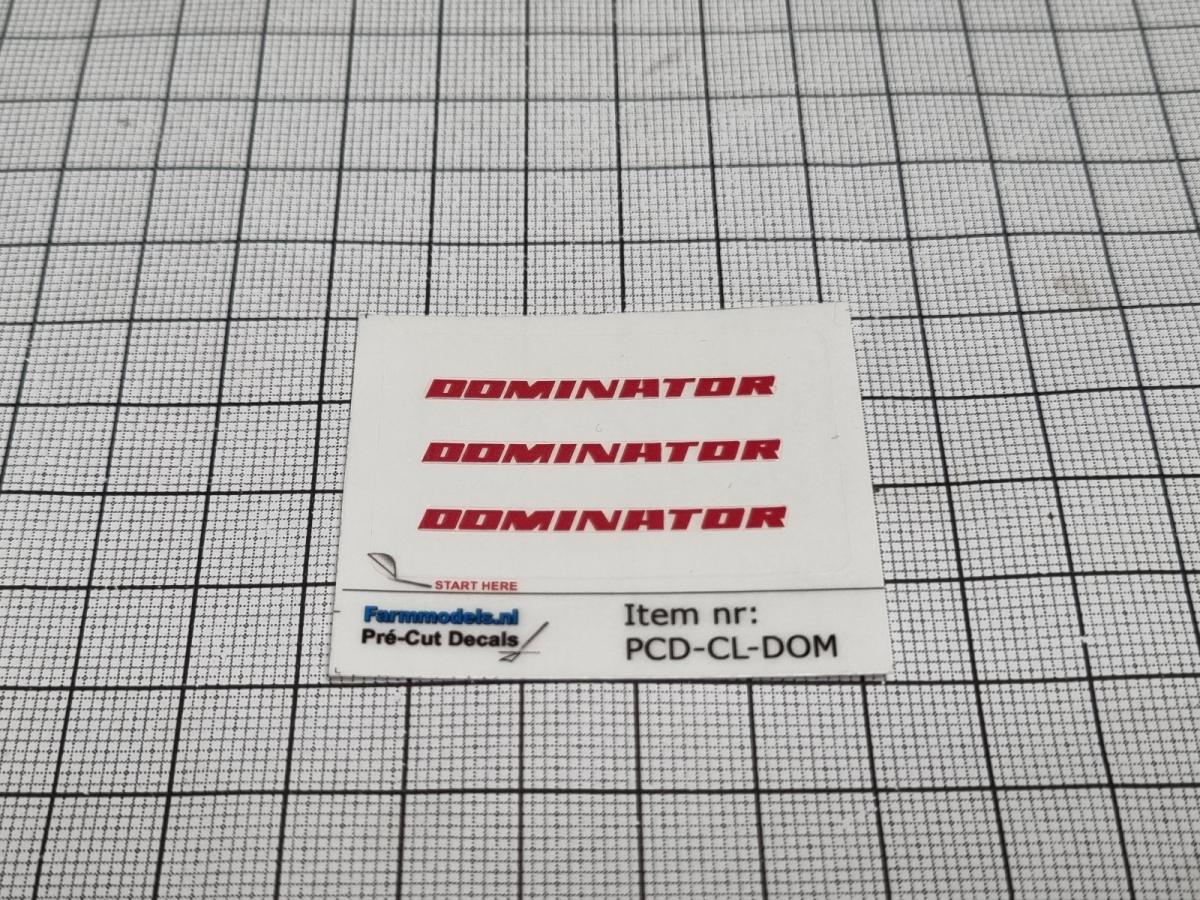 DOMINATOR
DOMINATOR
DOMINATOR
START HERE
Farmmodels.nl
Pré-Cut Decals
Item nr:
PCD-CL-DOM